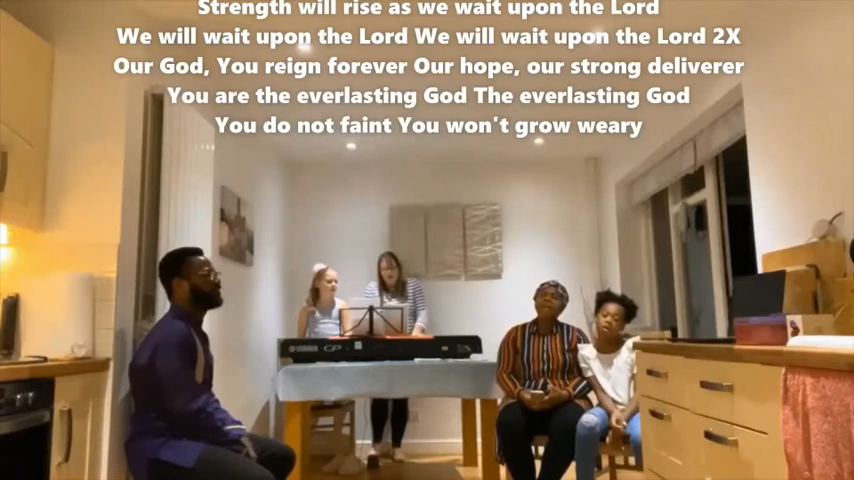 Strength will rise as we wait upon the Lord
We will wait upon the Lord We will wait upon the Lord 2X
Our God, You reign forever Our hope, our strong deliverer
You are the everlasting God The everlasting God
You do not faint You won't grow weary
YAMAHA CP